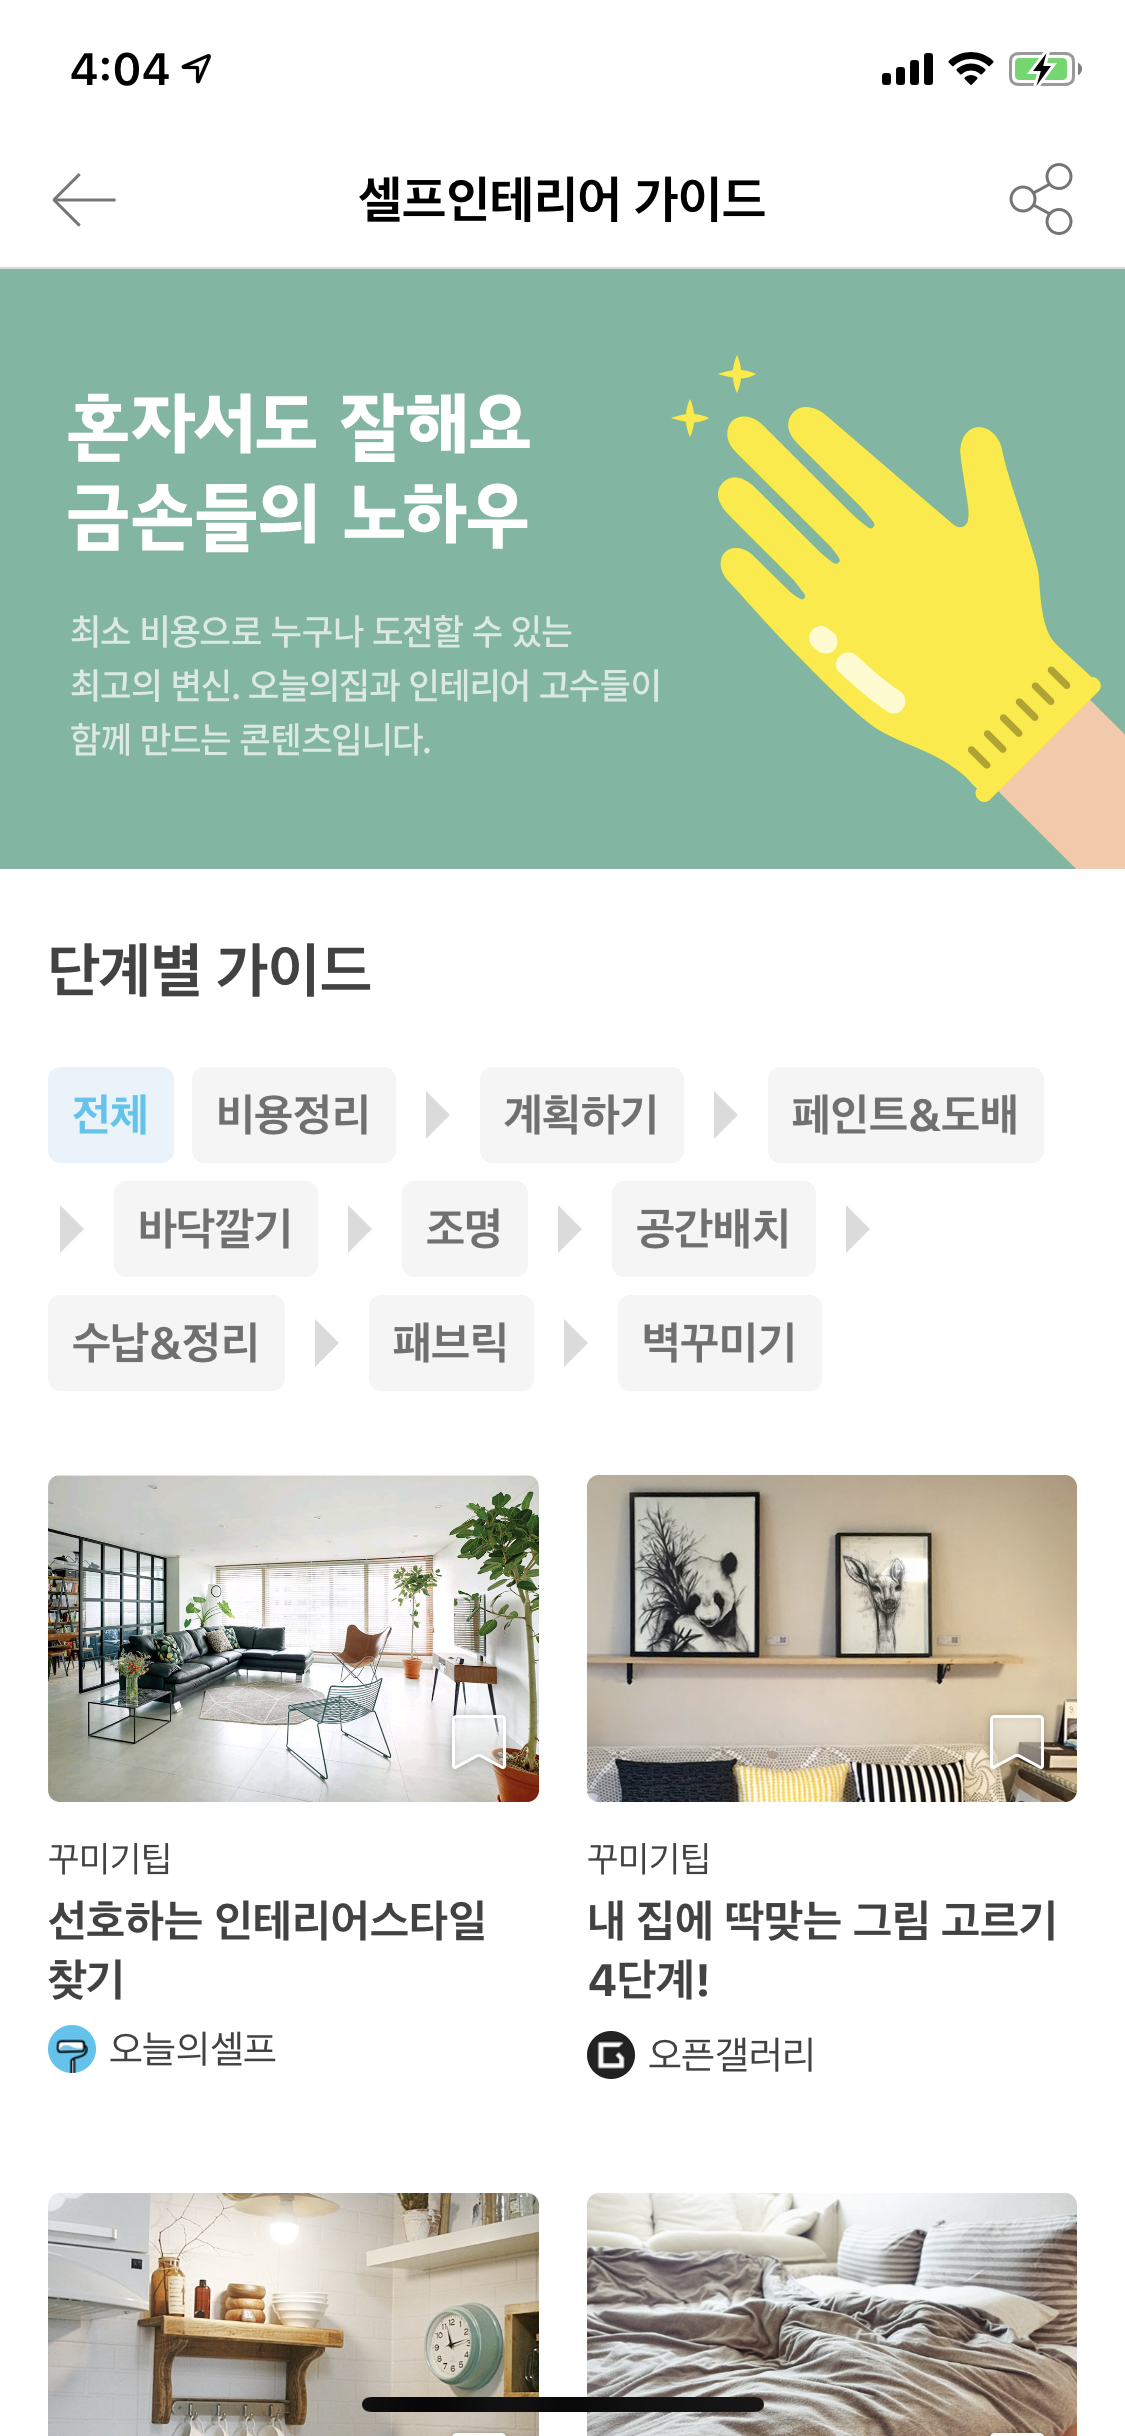 4:04
셀프인테리어 가이드
혼자서도 잘해요
금손들의 노하우
최소 비용으로 누구나 도전할 수 있는
최고의 변신. 오늘의집과 인테리어 고수들이
함께 만드는 콘텐츠입니다.
단계별 가이드
전체 비용정리 계획하기 페인트&도배
바닥깔기 조명 공간배치
수납&정리 패브릭 벽꾸미기
꾸미기팁
선호하는 인테리어스타일
찾기
오늘의셀프
꾸미기팁
내 집에 딱맞는 그림 고르기
4단계!
오픈갤러리